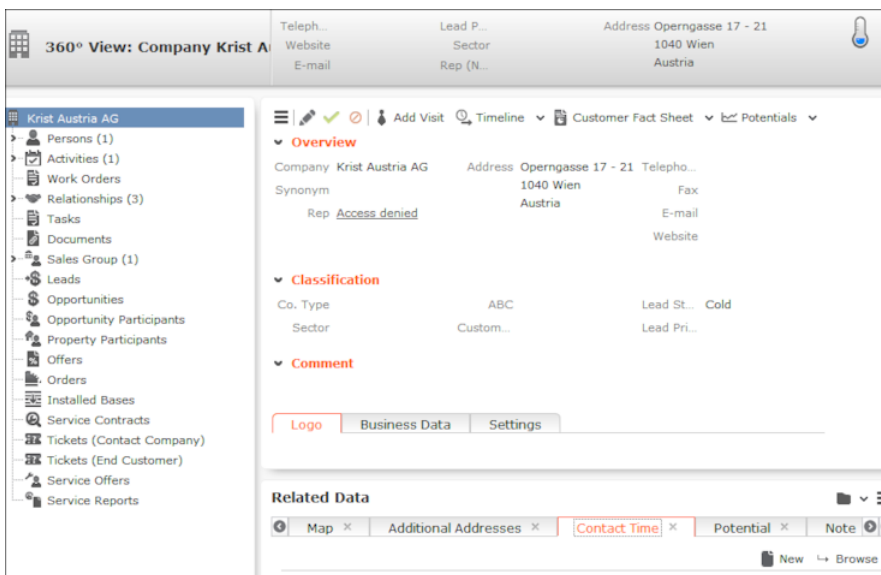 360° View: Company Krist A
Teleph...
Website
E-mail
Lead P...
Sector
Rep (N...
Address Operngasse 17 - 21
1040 Wien
Austria
Krist Austria AG
Persons (1)
Activities (1)
Work Orders
Relationships (3)
Tasks
Documents
Sales Group (1)
Leads
Opportunities
Opportunity Participants
Property Participants
Offers
Orders
Installed Bases
Service Contracts
Tickets (Contact Company)
Tickets (End Customer)
Service Offers
Service Reports
Add Visit Timeline Customer Fact Sheet Potentials
Overview
Company Krist Austria AG Address Operngasse 17 - 21 Telepho...
Synonym 1040 Wien Fax
Rep Access denied Austria E-mail
Website
Classification
Co. Type ABC Lead St... Cold
Sector Custom... Lead Pri...
Comment
Logo Business Data Settings
Related Data
Map × Additional Addresses × Contact Time × Potential × Note
New Browse